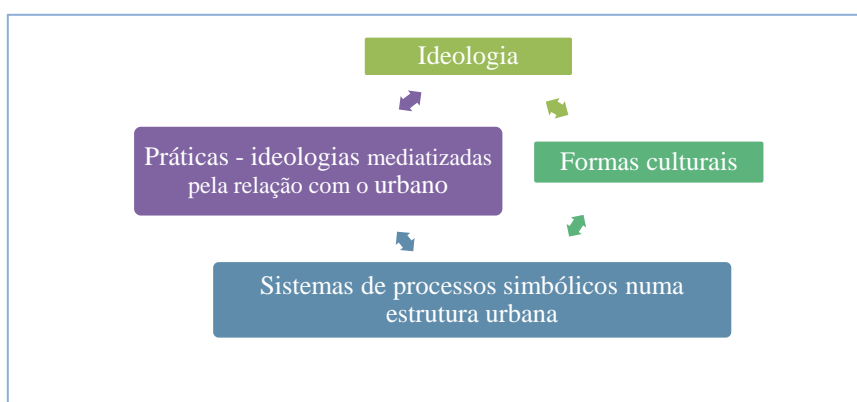 Ideologia
Práticas - ideologias mediatizadas
pela relação com o urbano
Formas culturais
Sistemas de processos simbólicos numa
estrutura urbana